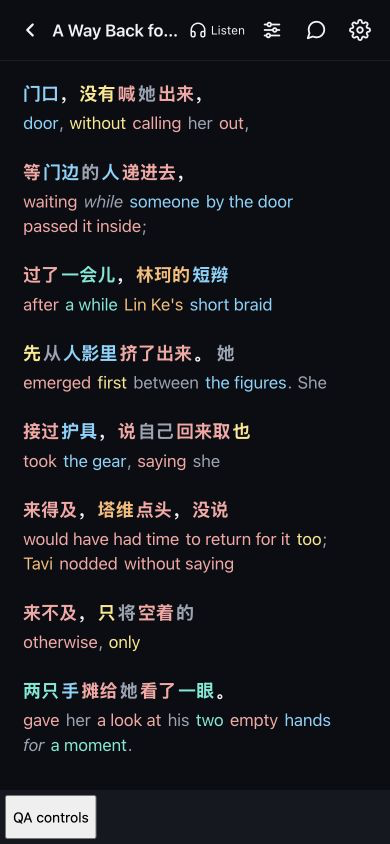 A Way Back fo... Listen
门口，没有喊她出来，
door, without calling her out,
等门边的人递进去，
waiting while someone by the door
passed it inside;
过了一会儿，林珂的短辫
after a while Lin Ke's short braid
先从人影里挤了出来。她
emerged first between the figures. She
接过护具，说自己回来取也
took the gear, saying she
来得及，塔维点头，没说
would have had time to return for it too;
Tavi nodded without saying
来不及，只将空着的
otherwise, only
两只手摊给她看了一眼。
gave her a look at his two empty hands
for a moment.
QA controls